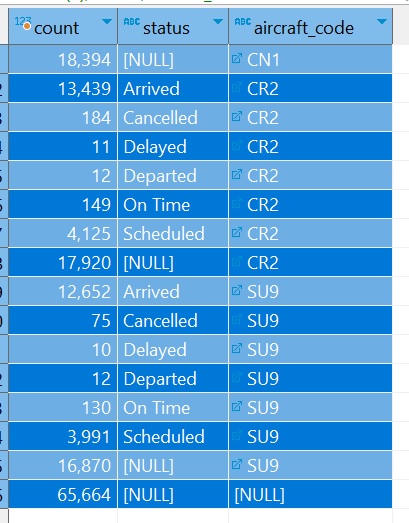 123 count ABC status ABC aircraft_code
18,394 [NULL] CN1
13,439 Arrived CR2
184 Cancelled CR2
11 Delayed CR2
12 Departed CR2
149 On Time CR2
4,125 Scheduled CR2
17,920 [NULL] CR2
12,652 Arrived SU9
75 Cancelled SU9
10 Delayed SU9
12 Departed SU9
130 On Time SU9
3,991 Scheduled SU9
16,870 [NULL] SU9
65,664 [NULL] [NULL]